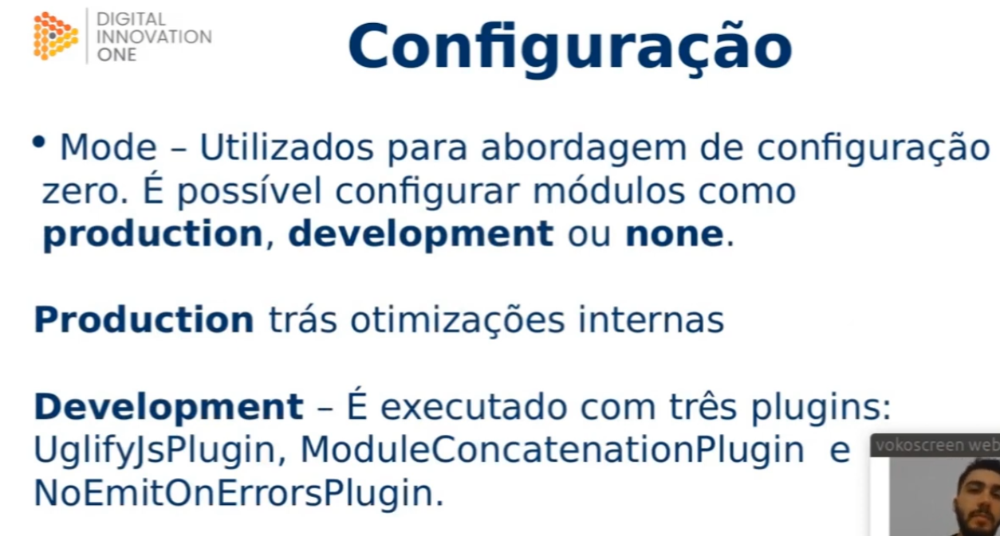 DIGITAL
INNOVATION
ONE
Configuração
• Mode – Utilizados para abordagem de configuração
zero. É possível configurar módulos como
production, development ou none.
Production trás otimizações internas
Development – É executado com três plugins:
UglifyJsPlugin, ModuleConcatenationPlugin e
NoEmitOnErrorsPlugin.
vokoscreen web